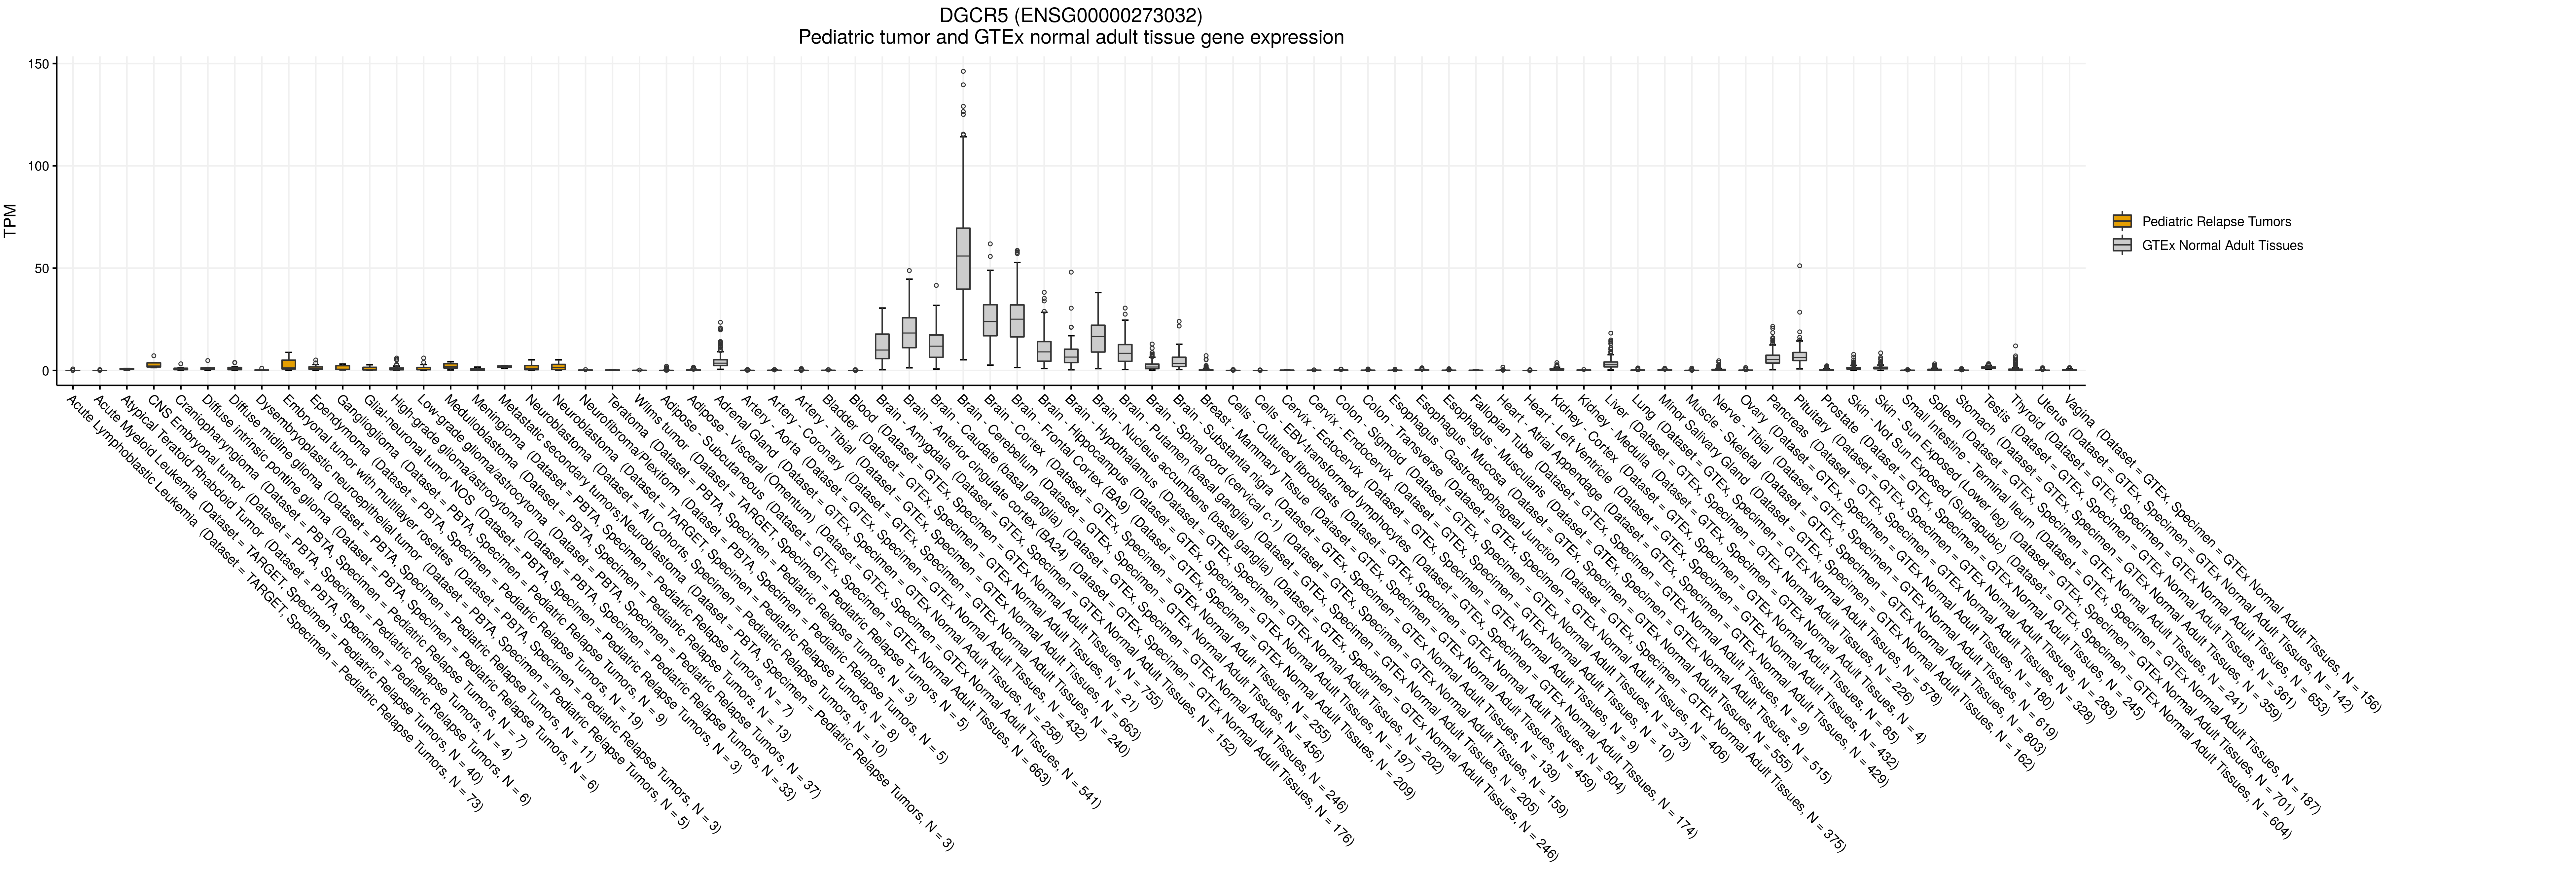 DGCR5 (ENSG00000273032)
Pediatric tumor and GTEx normal adult tissue gene expression
TPM
150
100
50
0
Pediatric Relapse Tumors
GTEx Normal Adult Tissues
Acute Lymphoblastic Leukemia (Dataset = TARGET, Specimen = Pediatric Relapse Tumors, N = 73)
Acute Myeloid Leukemia (Dataset = TARGET, Specimen = Pediatric Relapse Tumors, N = 40)
Atypical Teratoid Rhabdoid Tumor (Dataset = PBTA, Specimen = Pediatric Relapse Tumors, N = 6)
CNS Embryonal tumor (Dataset = PBTA, Specimen = Pediatric Relapse Tumors, N = 4)
Craniopharyngioma (Dataset = PBTA, Specimen = Pediatric Relapse Tumors, N = 7)
Diffuse intrinsic pontine glioma (Dataset = PBTA, Specimen = Pediatric Relapse Tumors, N = 6)
Diffuse midline glioma (Dataset = PBTA, Specimen = Pediatric Relapse Tumors, N = 11)
Dysembryoplastic neuroepithelial tumor (Dataset = PBTA, Specimen = Pediatric Relapse Tumors, N = 5)
Embryonal tumor with multilayer rosettes (Dataset = PBTA, Specimen = Pediatric Relapse Tumors, N = 3)
Ependymoma (Dataset = PBTA, Specimen = Pediatric Relapse Tumors, N = 19)
Ganglioglioma (Dataset = PBTA, Specimen = Pediatric Relapse Tumors, N = 9)
Glial-neuronal tumor NOS (Dataset = PBTA, Specimen = Pediatric Relapse Tumors, N = 3)
High-grade glioma/astrocytoma (Dataset = PBTA, Specimen = Pediatric Relapse Tumors, N = 33)
Low-grade glioma/astrocytoma (Dataset = PBTA, Specimen = Pediatric Relapse Tumors, N = 37)
Medulloblastoma (Dataset = PBTA, Specimen = Pediatric Relapse Tumors, N = 13)
Meningioma (Dataset = PBTA, Specimen = Pediatric Relapse Tumors, N = 7)
Metastatic secondary tumors:Neuroblastoma (Dataset = PBTA, Specimen = Pediatric Relapse Tumors, N = 3)
Neuroblastoma (Dataset = All Cohorts, Specimen = Pediatric Relapse Tumors, N = 10)
Neuroblastoma (Dataset = TARGET, Specimen = Pediatric Relapse Tumors, N = 8)
Neurofibroma/Plexiform (Dataset = PBTA, Specimen = Pediatric Relapse Tumors, N = 5)
Teratoma (Dataset = PBTA, Specimen = Pediatric Relapse Tumors, N = 3)
Wilms tumor (Dataset = TARGET, Specimen = Pediatric Relapse Tumors, N = 5)
Adipose - Subcutaneous (Dataset = GTEx, Specimen = GTEx Normal Adult Tissues, N = 663)
Adipose - Visceral (Omentum) (Dataset = GTEx, Specimen = GTEx Normal Adult Tissues, N = 541)
Adrenal Gland (Dataset = GTEx, Specimen = GTEx Normal Adult Tissues, N = 258)
Artery - Aorta (Dataset = GTEx, Specimen = GTEx Normal Adult Tissues, N = 432)
Artery - Coronary (Dataset = GTEx, Specimen = GTEx Normal Adult Tissues, N = 240)
Artery - Tibial (Dataset = GTEx, Specimen = GTEx Normal Adult Tissues, N = 663)
Bladder (Dataset = GTEx, Specimen = GTEx Normal Adult Tissues, N = 21)
Blood (Dataset = GTEx, Specimen = GTEx Normal Adult Tissues, N = 755)
Brain - Amygdala (Dataset = GTEx, Specimen = GTEx Normal Adult Tissues, N = 152)
Brain - Anterior cingulate cortex (BA24) (Dataset = GTEx, Specimen = GTEx Normal Adult Tissues, N = 176)
Brain - Caudate (basal ganglia) (Dataset = GTEx, Specimen = GTEx Normal Adult Tissues, N = 246)
Brain - Cerebellum (Dataset = GTEx, Specimen = GTEx Normal Adult Tissues, N = 456)
Brain - Cortex (Dataset = GTEx, Specimen = GTEx Normal Adult Tissues, N = 255)
Brain - Frontal Cortex (BA9) (Dataset = GTEx, Specimen = GTEx Normal Adult Tissues, N = 209)
Brain - Hippocampus (Dataset = GTEx, Specimen = GTEx Normal Adult Tissues, N = 197)
Brain - Hypothalamus (Dataset = GTEx, Specimen = GTEx Normal Adult Tissues, N = 202)
Brain - Nucleus accumbens (basal ganglia) (Dataset = GTEx, Specimen = GTEx Normal Adult Tissues, N = 246)
Brain - Putamen (basal ganglia) (Dataset = GTEx, Specimen = GTEx Normal Adult Tissues, N = 205)
Brain - Spinal cord (cervical c-1) (Dataset = GTEx, Specimen = GTEx Normal Adult Tissues, N = 159)
Brain - Substantia nigra (Dataset = GTEx, Specimen = GTEx Normal Adult Tissues, N = 139)
Breast - Mammary Tissue (Dataset = GTEx, Specimen = GTEx Normal Adult Tissues, N = 459)
Cells - Cultured fibroblasts (Dataset = GTEx, Specimen = GTEx Normal Adult Tissues, N = 504)
Cells - EBV-transformed lymphocytes (Dataset = GTEx, Specimen = GTEx Normal Adult Tissues, N = 174)
Cervix - Ectocervix (Dataset = GTEx, Specimen = GTEx Normal Adult Tissues, N = 9)
Cervix - Endocervix (Dataset = GTEx, Specimen = GTEx Normal Adult Tissues, N = 10)
Colon - Sigmoid (Dataset = GTEx, Specimen = GTEx Normal Adult Tissues, N = 373)
Colon - Transverse (Dataset = GTEx, Specimen = GTEx Normal Adult Tissues, N = 406)
Esophagus - Gastroesophageal Junction (Dataset = GTEx, Specimen = GTEx Normal Adult Tissues, N = 375)
Esophagus - Mucosa (Dataset = GTEx, Specimen = GTEx Normal Adult Tissues, N = 555)
Esophagus - Muscularis (Dataset = GTEx, Specimen = GTEx Normal Adult Tissues, N = 515)
Fallopian Tube (Dataset = GTEx, Specimen = GTEx Normal Adult Tissues, N = 9)
Heart - Atrial Appendage (Dataset = GTEx, Specimen = GTEx Normal Adult Tissues, N = 429)
Heart - Left Ventricle (Dataset = GTEx, Specimen = GTEx Normal Adult Tissues, N = 432)
Kidney - Cortex (Dataset = GTEx, Specimen = GTEx Normal Adult Tissues, N = 85)
Kidney - Medulla (Dataset = GTEx, Specimen = GTEx Normal Adult Tissues, N = 4)
Liver (Dataset = GTEx, Specimen = GTEx Normal Adult Tissues, N = 226)
Lung (Dataset = GTEx, Specimen = GTEx Normal Adult Tissues, N = 578)
Minor Salivary Gland (Dataset = GTEx, Specimen = GTEx Normal Adult Tissues, N = 162)
Muscle - Skeletal (Dataset = GTEx, Specimen = GTEx Normal Adult Tissues, N = 803)
Nerve - Tibial (Dataset = GTEx, Specimen = GTEx Normal Adult Tissues, N = 619)
Ovary (Dataset = GTEx, Specimen = GTEx Normal Adult Tissues, N = 180)
Pancreas (Dataset = GTEx, Specimen = GTEx Normal Adult Tissues, N = 328)
Pituitary (Dataset = GTEx, Specimen = GTEx Normal Adult Tissues, N = 283)
Prostate (Dataset = GTEx, Specimen = GTEx Normal Adult Tissues, N = 245)
Skin - Not Sun Exposed (Suprapubic) (Dataset = GTEx, Specimen = GTEx Normal Adult Tissues, N = 604)
Skin - Sun Exposed (Lower leg) (Dataset = GTEx, Specimen = GTEx Normal Adult Tissues, N = 701)
Small Intestine - Terminal Ileum (Dataset = GTEx, Specimen = GTEx Normal Adult Tissues, N = 187)
Spleen (Dataset = GTEx, Specimen = GTEx Normal Adult Tissues, N = 241)
Stomach (Dataset = GTEx, Specimen = GTEx Normal Adult Tissues, N = 359)
Testis (Dataset = GTEx, Specimen = GTEx Normal Adult Tissues, N = 361)
Thyroid (Dataset = GTEx, Specimen = GTEx Normal Adult Tissues, N = 653)
Uterus (Dataset = GTEx, Specimen = GTEx Normal Adult Tissues, N = 142)
Vagina (Dataset = GTEx, Specimen = GTEx Normal Adult Tissues, N = 156)